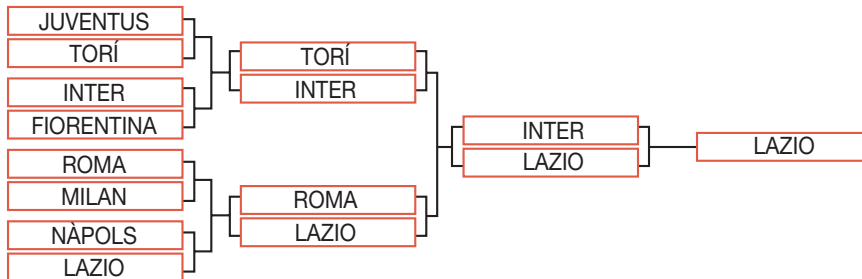 JUVENTUS
TORÍ
INTER
FIORENTINA
ROMA
MILAN
NÀPOLS
LAZIO
TORÍ
INTER
ROMA
LAZIO
INTER
LAZIO
LAZIO